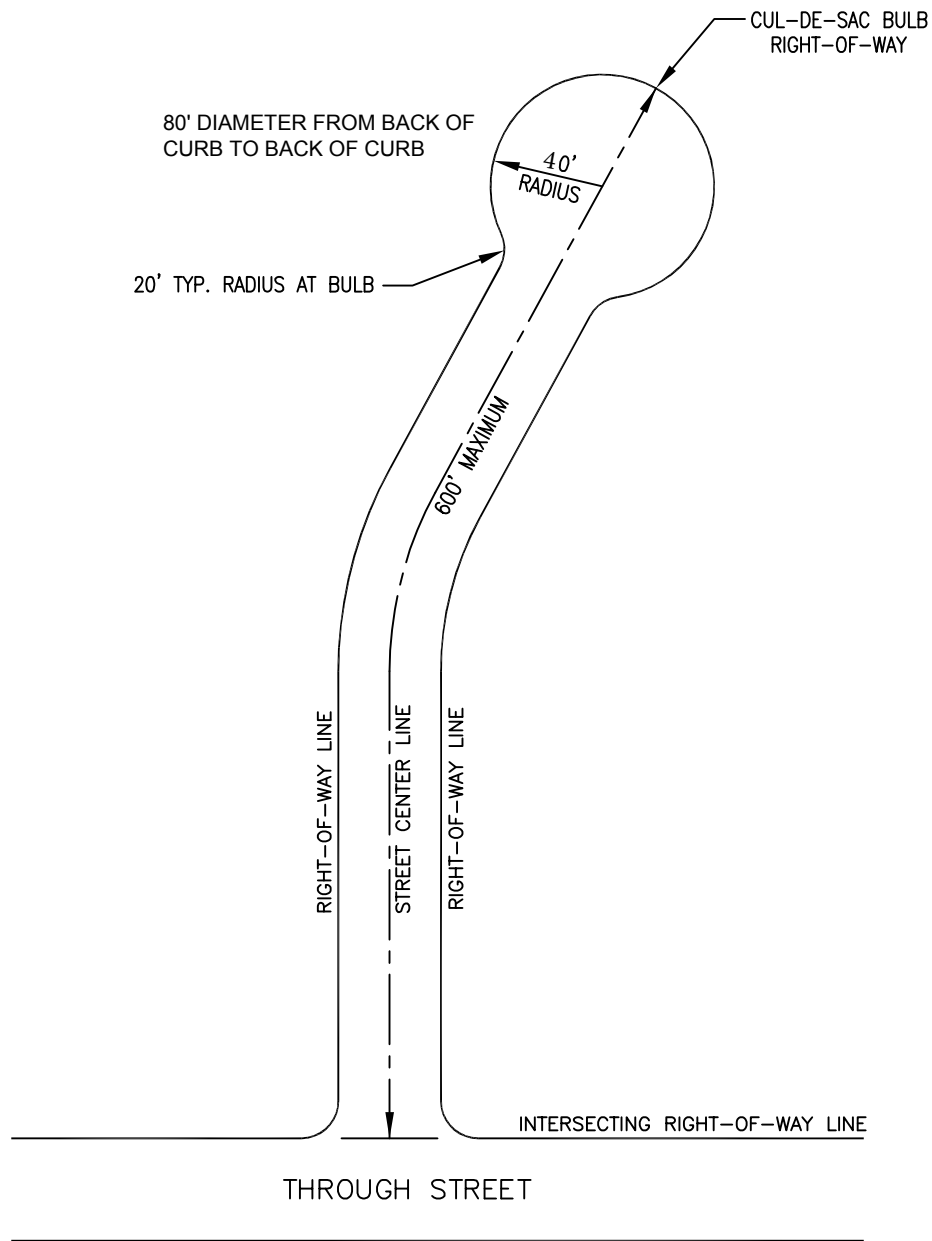 CUL-DE-SAC BULB
RIGHT-OF-WAY
80' DIAMETER FROM BACK OF
CURB TO BACK OF CURB
40'
RADIUS
20' TYP. RADIUS AT BULB
600' MAXIMUM
RIGHT-OF-WAY LINE
STREET CENTER LINE
RIGHT-OF-WAY LINE
INTERSECTING RIGHT-OF-WAY LINE
THROUGH STREET